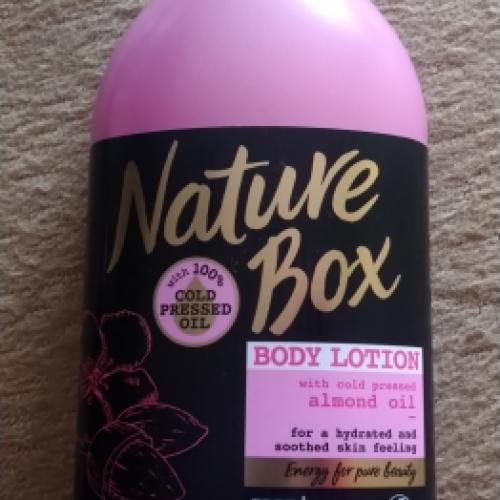 Nature
Box
with 100%
COLD
PRESSED
OIL
BODY LOTION
with cold pressed
almond oil
for a hydrated and
soothed skin feeling
Energy for pure beauty